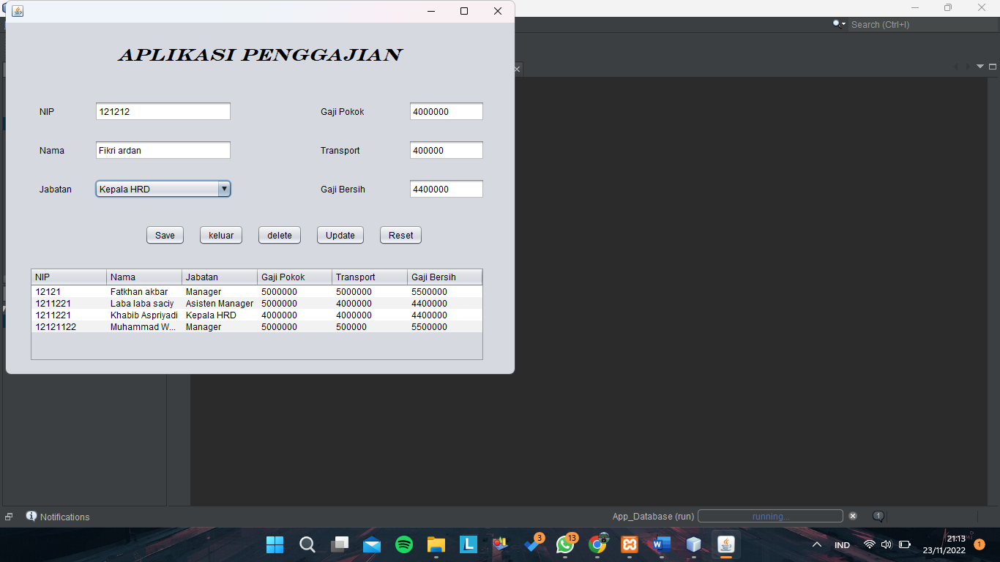 Search (Ctrl+I)
APLIKASI PENGGAJIAN
NIP 121212 Gaji Pokok 4000000
Nama Fikri ardan Transport 400000
Jabatan Kepala HRD Gaji Bersih 4400000
Save keluar delete Update Reset
NIP Nama Jabatan Gaji Pokok Transport Gaji Bersih
12121 Fatkhan akbar Manager 5000000 5000000 5500000
1211221 Laba laba saciy Asisten Manager 5000000 4000000 4400000
1211221 Khabib Aspriyadi Kepala HRD 4000000 4000000 4400000
12121122 Muhammad W... Manager 5000000 500000 5500000
Notifications App_Database (run) running... 1
L 3 13 W IND 21:13 1
23/11/2022